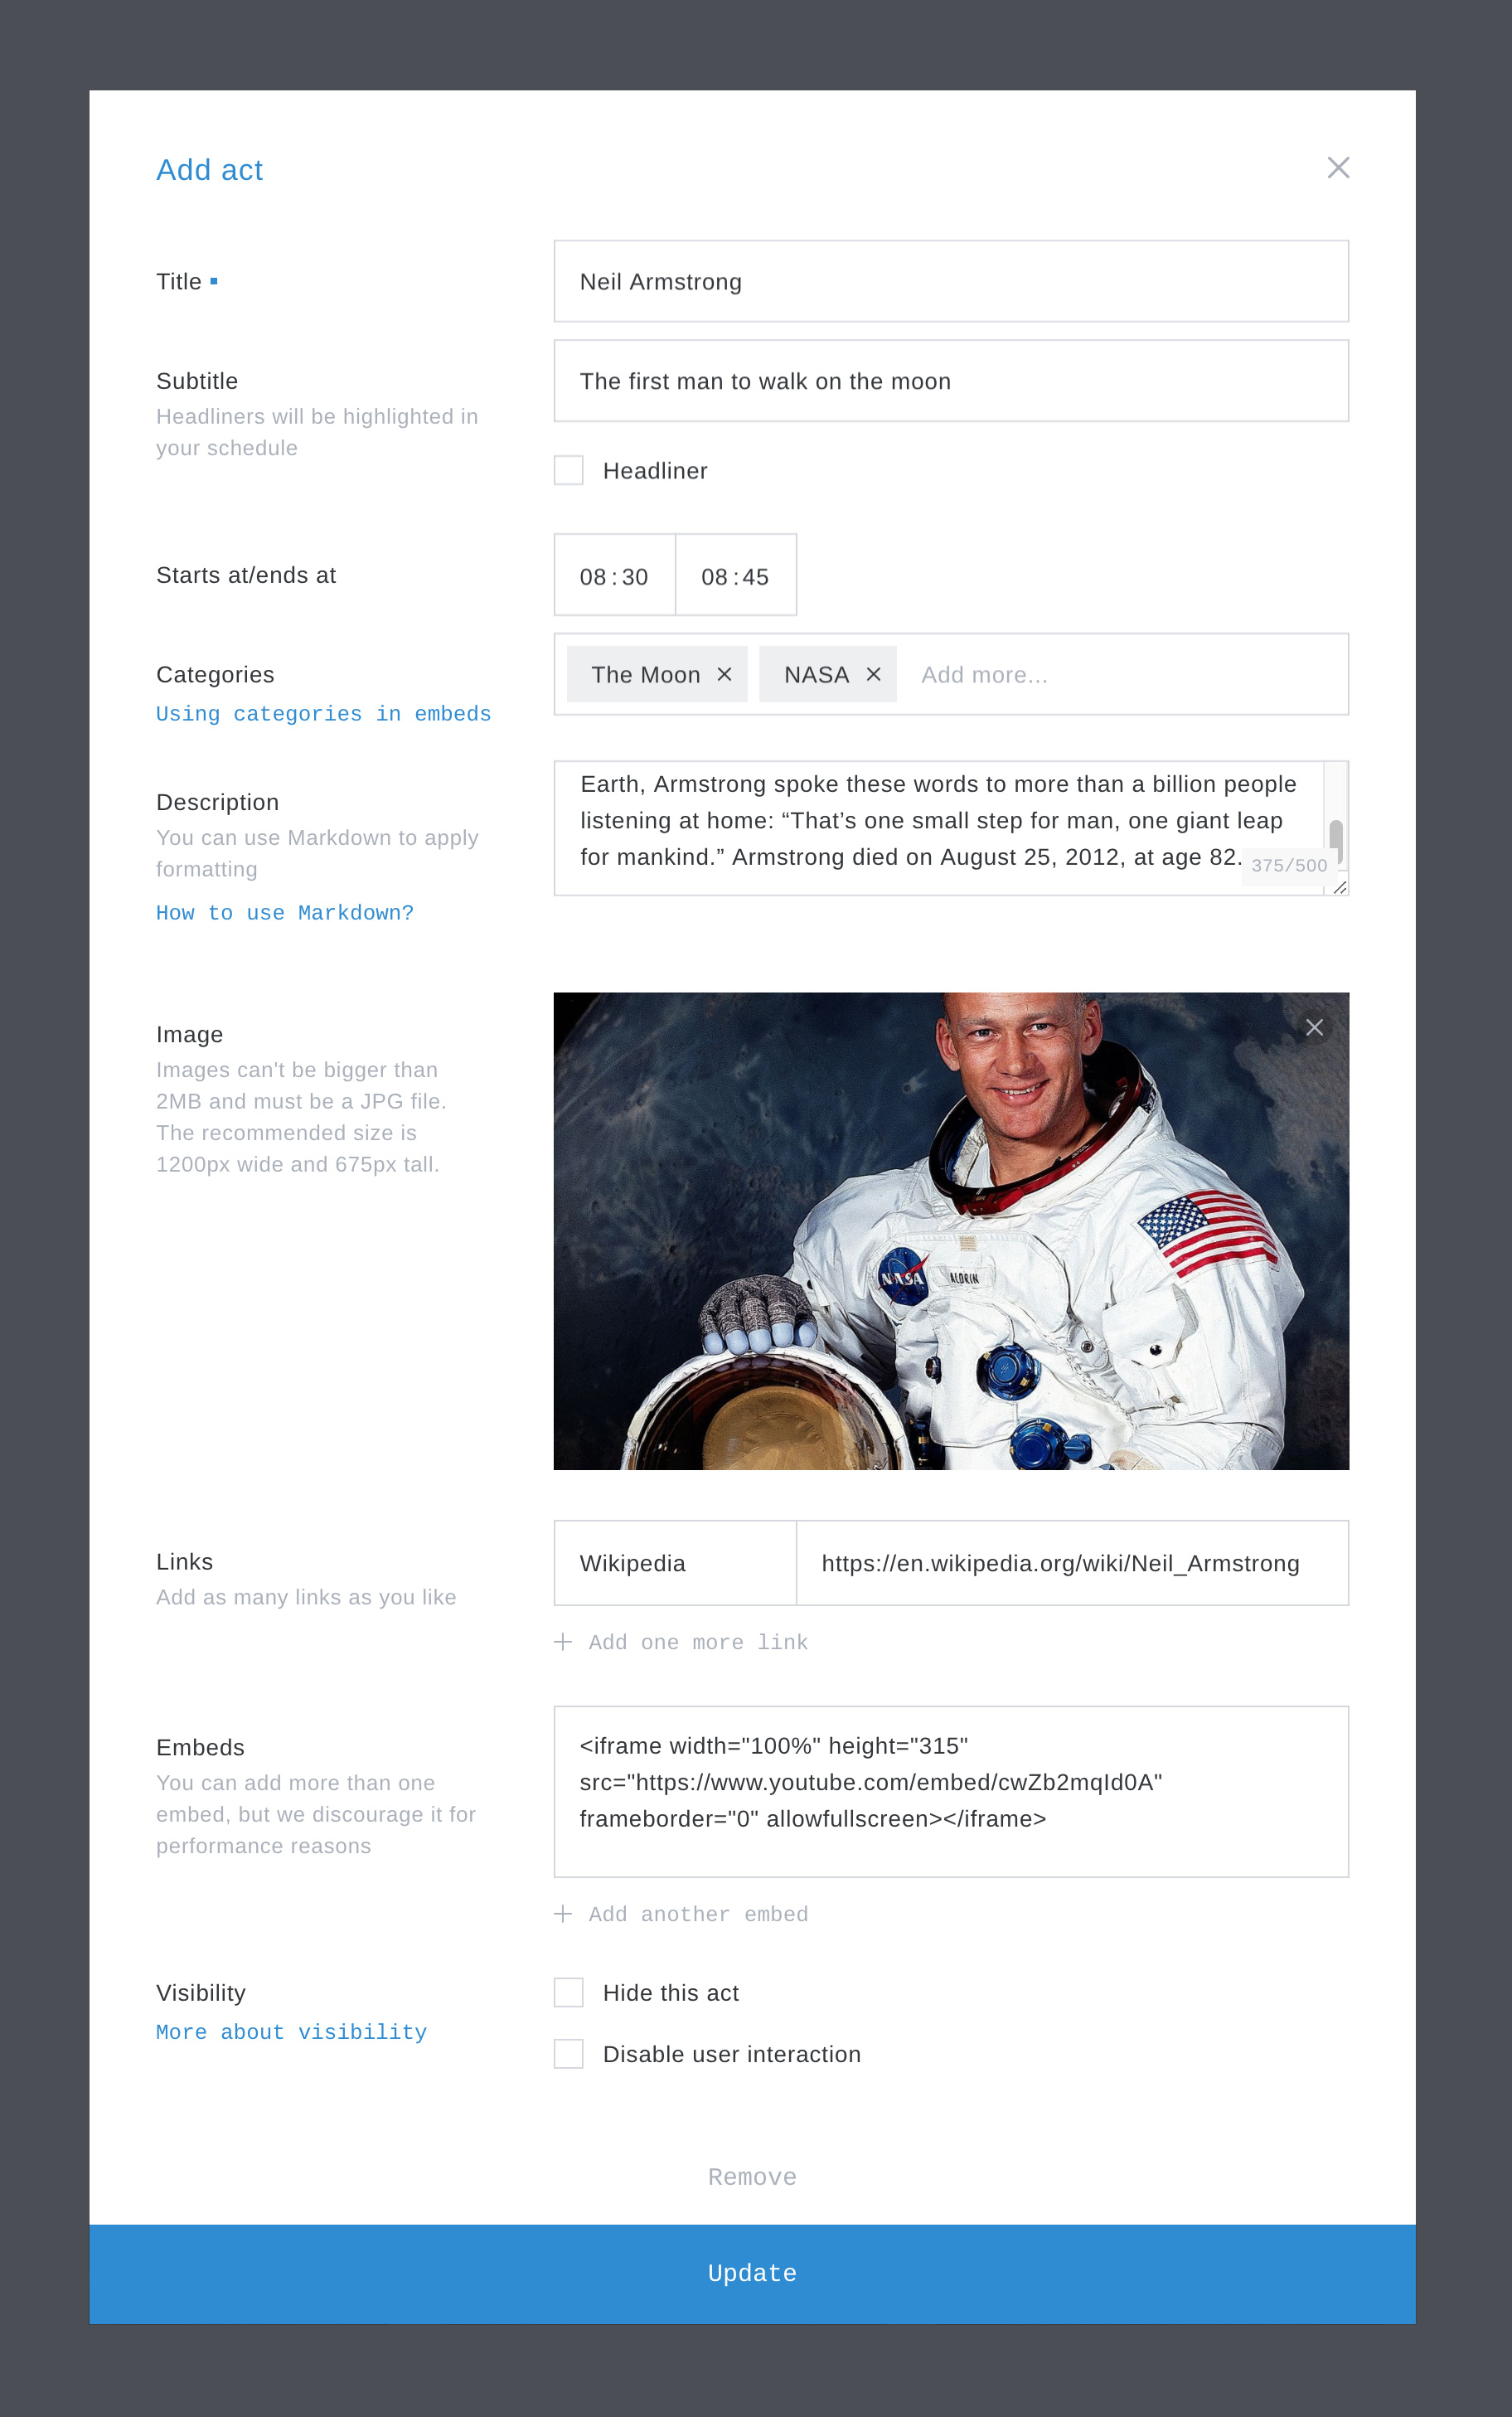 Add act
Title
Neil Armstrong
Subtitle
Headliners will be highlighted in
your schedule
The first man to walk on the moon
Headliner
Starts at/ends at
08:30 08:45
Categories
Using categories in embeds
The Moon NASA Add more...
Description
You can use Markdown to apply
formatting
How to use Markdown?
Earth, Armstrong spoke these words to more than a billion people
listening at home: “That’s one small step for man, one giant leap
for mankind.” Armstrong died on August 25, 2012, at age 82.
375/500
Image
Images can't be bigger than
2MB and must be a JPG file.
The recommended size is
1200px wide and 675px tall.
NASA
ALDRIN
Links
Add as many links as you like
Wikipedia https://en.wikipedia.org/wiki/Neil_Armstrong
Add one more link
Embeds
You can add more than one
embed, but we discourage it for
performance reasons
<iframe width="100%" height="315"
src="https://www.youtube.com/embed/cwZb2mqId0A"
frameborder="0" allowfullscreen></iframe>
Add another embed
Visibility
More about visibility
Hide this act
Disable user interaction
Remove
Update